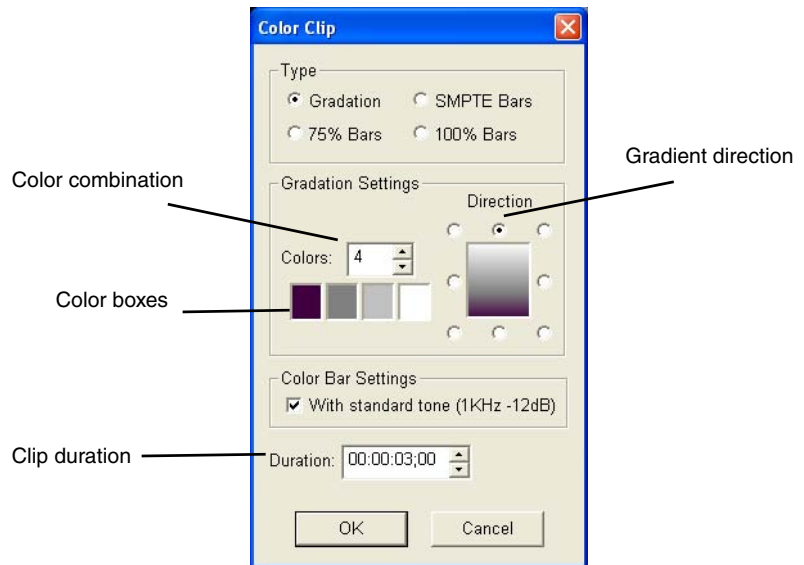 Color Clip
Type
Gradation SMPTE Bars
75% Bars 100% Bars
Gradient direction
Color combination
Gradation Settings
Direction
Colors: 4
Color boxes
Color Bar Settings
With standard tone (1KHz -12dB)
Clip duration
Duration: 00:00:03;00
OK Cancel